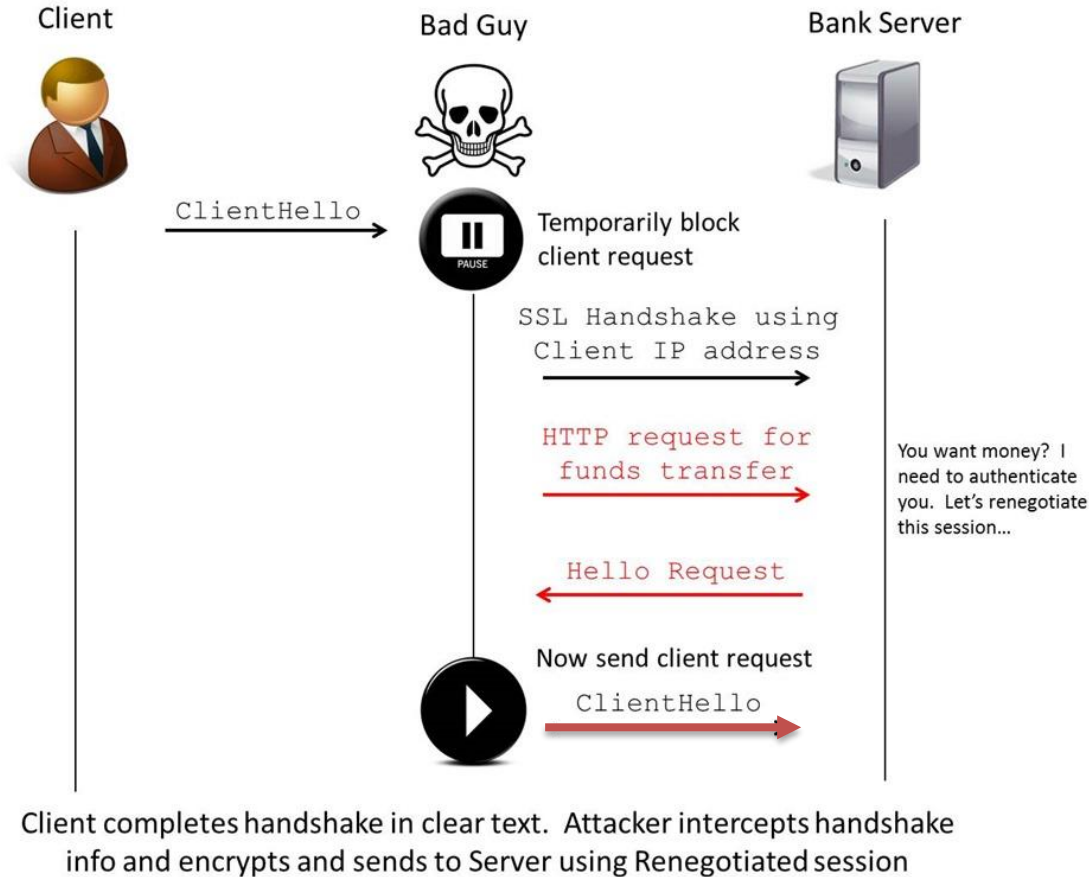 Client
Bad Guy
Bank Server
ClientHello
PAUSE
Temporarily block
client request
SSL Handshake using
Client IP address
HTTP request for
funds transfer
You want money? I
need to authenticate
you. Let’s renegotiate
this session...
Hello Request
Now send client request
ClientHello
Client completes handshake in clear text. Attacker intercepts handshake
info and encrypts and sends to Server using Renegotiated session